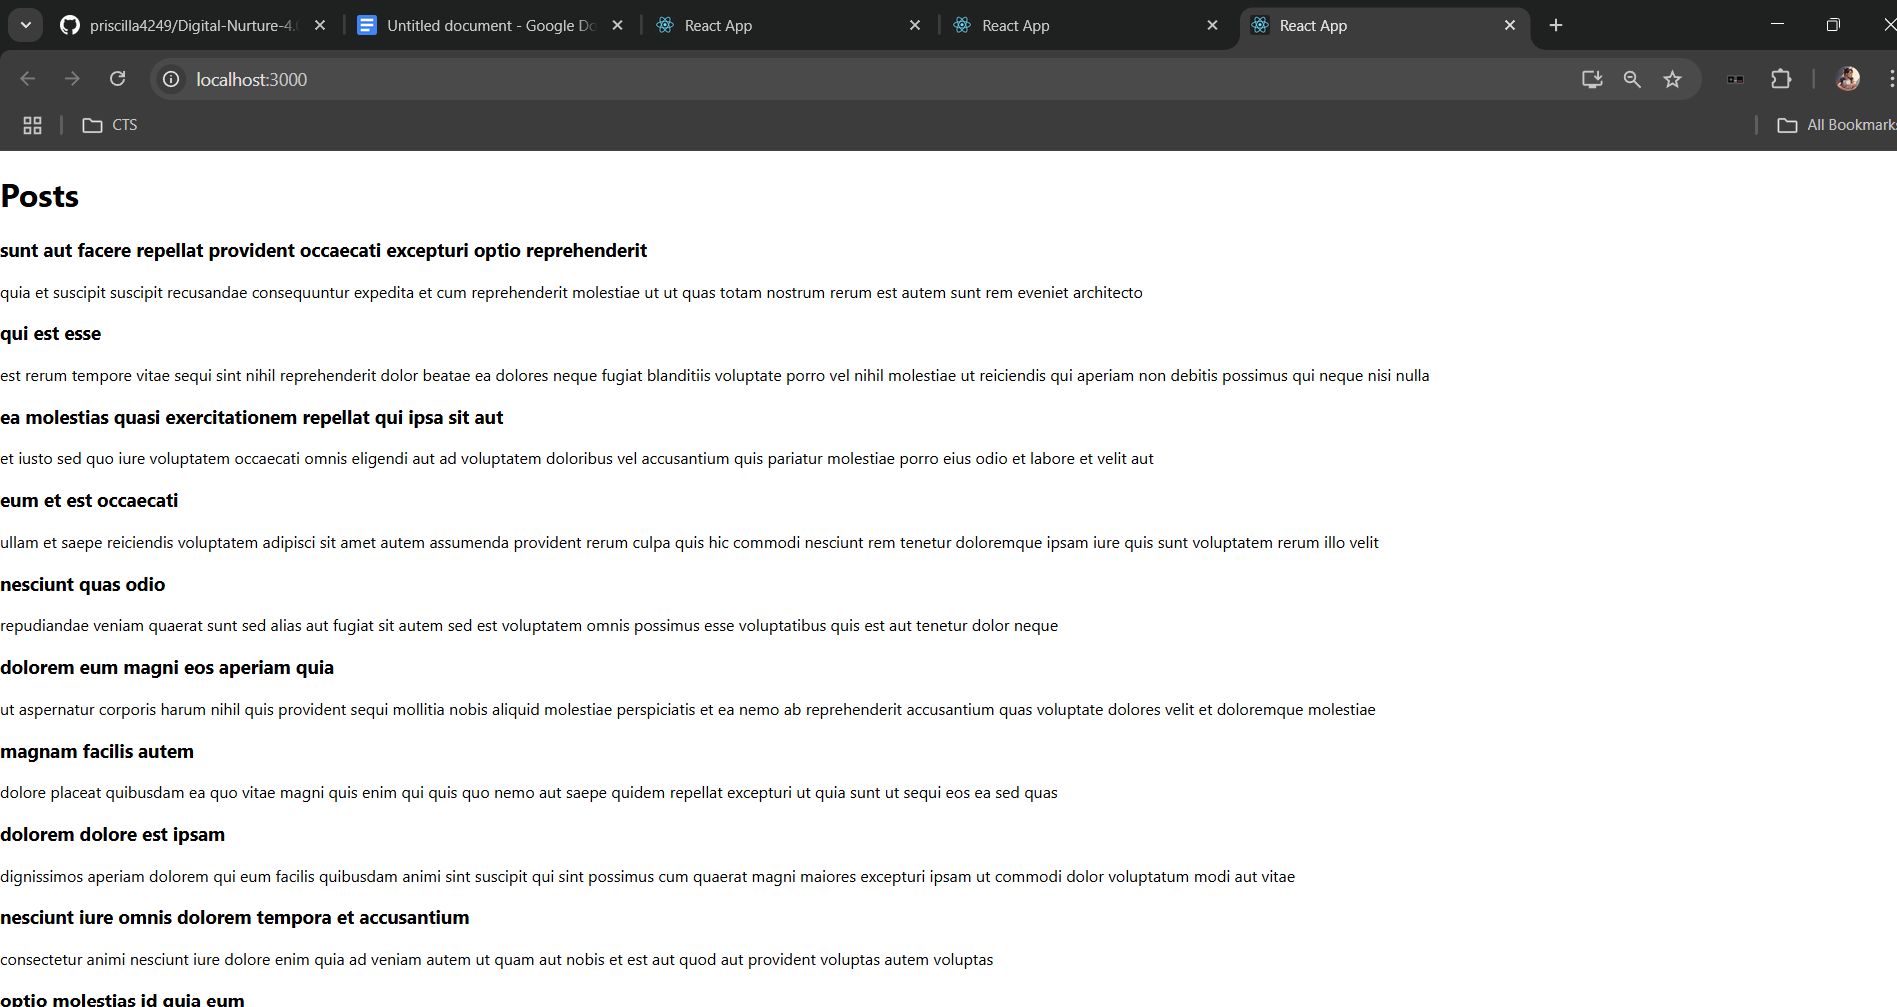 priscilla4249/Digital-Nurture-4.
Untitled document - Google Do
React App
React App
React App
localhost:3000
CTS
All Bookmarks
Posts
sunt aut facere repellat provident occaecati excepturi optio reprehenderit
quia et suscipit suscipit recusandae consequuntur expedita et cum reprehenderit molestiae ut ut quas totam nostrum rerum est autem sunt rem eveniet architecto
qui est esse
est rerum tempore vitae sequi sint nihil reprehenderit dolor beatae ea dolores neque fugiat blanditiis voluptate porro vel nihil molestiae ut reiciendis qui aperiam non debitis possimus qui neque nisi nulla
ea molestias quasi exercitationem repellat qui ipsa sit aut
et iusto sed quo iure voluptatem occaecati omnis eligendi aut ad voluptatem doloribus vel accusantium quis pariatur molestiae porro eius odio et labore et velit aut
eum et est occaecati
ullam et saepe reiciendis voluptatem adipisci sit amet autem assumenda provident rerum culpa quis hic commodi nesciunt rem tenetur doloremque ipsam iure quis sunt voluptatem rerum illo velit
nesciunt quas odio
repudiandae veniam quaerat sunt sed alias aut fugiat sit autem sed est voluptatem omnis possimus esse voluptatibus quis est aut tenetur dolor neque
dolorem eum magni eos aperiam quia
ut aspernatur corporis harum nihil quis provident sequi mollitia nobis aliquid molestiae perspiciatis et ea nemo ab reprehenderit accusantium quas voluptate dolores velit et doloremque molestiae
magnam facilis autem
dolore placeat quibusdam ea quo vitae magni quis enim qui quis quo nemo aut saepe quidem repellat excepturi ut quia sunt ut sequi eos ea sed quas
dolorem dolore est ipsam
dignissimos aperiam dolorem qui eum facilis quibusdam animi sint suscipit qui sint possimus cum quaerat magni maiores excepturi ipsam ut commodi dolor voluptatum modi aut vitae
nesciunt iure omnis dolorem tempora et accusantium
consectetur animi nesciunt iure dolore enim quia ad veniam autem ut quam aut nobis et est aut quod aut provident voluptas autem voluptas
optio molestias id quia eum